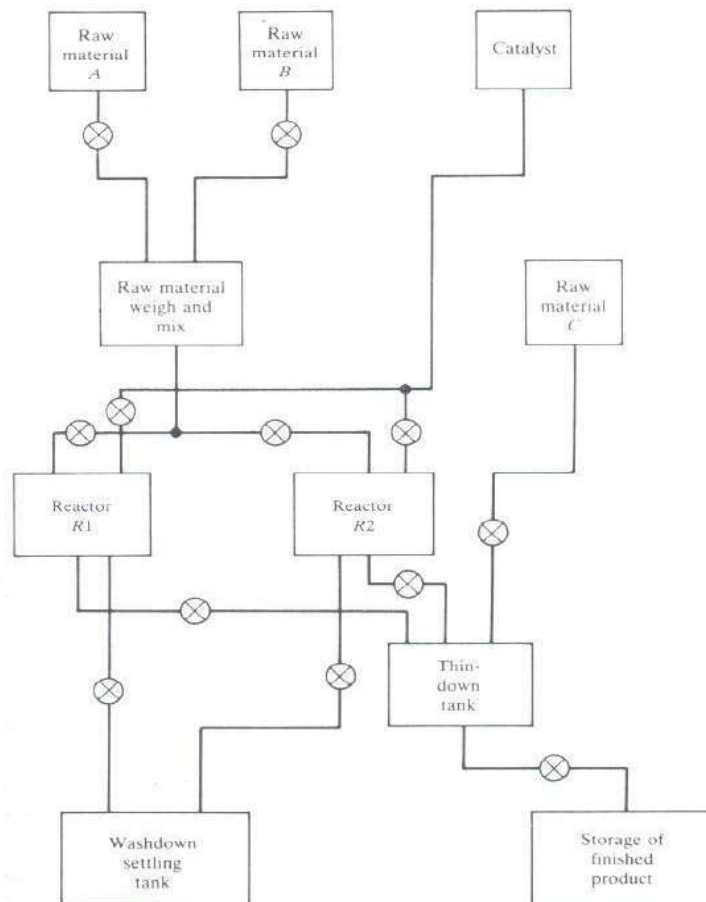 Raw
material
A
Raw
material
B
Catalyst
Raw material
weigh and
mix
Raw
material
C
Reactor
R1
Reactor
R2
Thin-
down
tank
Washdown
settling
tank
Storage of
finished
product